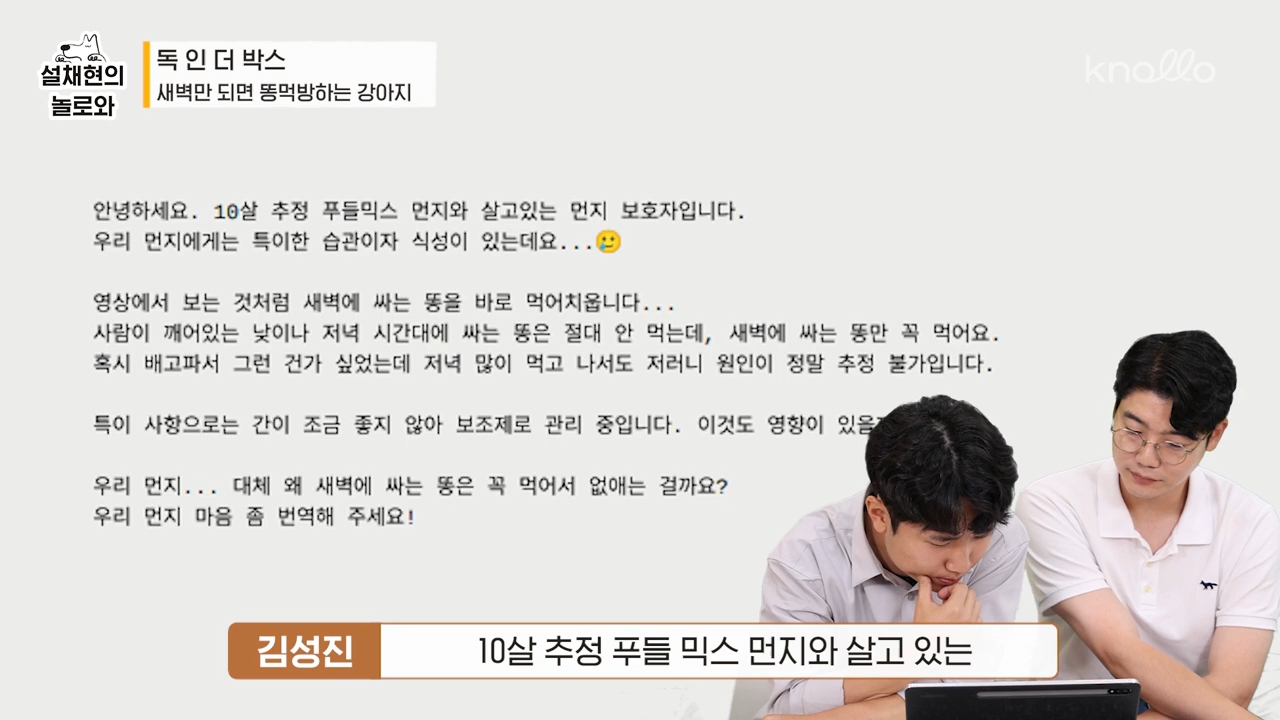 설채현의
놀로와
독 인 더 박스
새벽만 되면 똥먹방하는 강아지
knollo
안녕하세요. 10살 추정 푸들믹스 먼지와 살고있는 먼지 보호자입니다.
우리 먼지에게는 특이한 습관이자 식성이 있는데요...🥲
영상에서 보는 것처럼 새벽에 싸는 똥을 바로 먹어치웁니다...
사람이 깨어있는 낮이나 저녁 시간대에 싸는 똥은 절대 안 먹는데, 새벽에 싸는 똥만 꼭 먹어요.
혹시 배고파서 그런 건가 싶었는데 저녁 많이 먹고 나서도 저러니 원인이 정말 추정 불가입니다.
특이 사항으로는 간이 조금 좋지 않아 보조제로 관리 중입니다. 이것도 영향이
우리 먼지... 대체 왜 새벽에 싸는 똥은 꼭 먹어서 없애는 걸까요?
우리 먼지 마음 좀 번역해 주세요!
김성진
10살 추정 푸들 믹스 먼지와 살고 있는